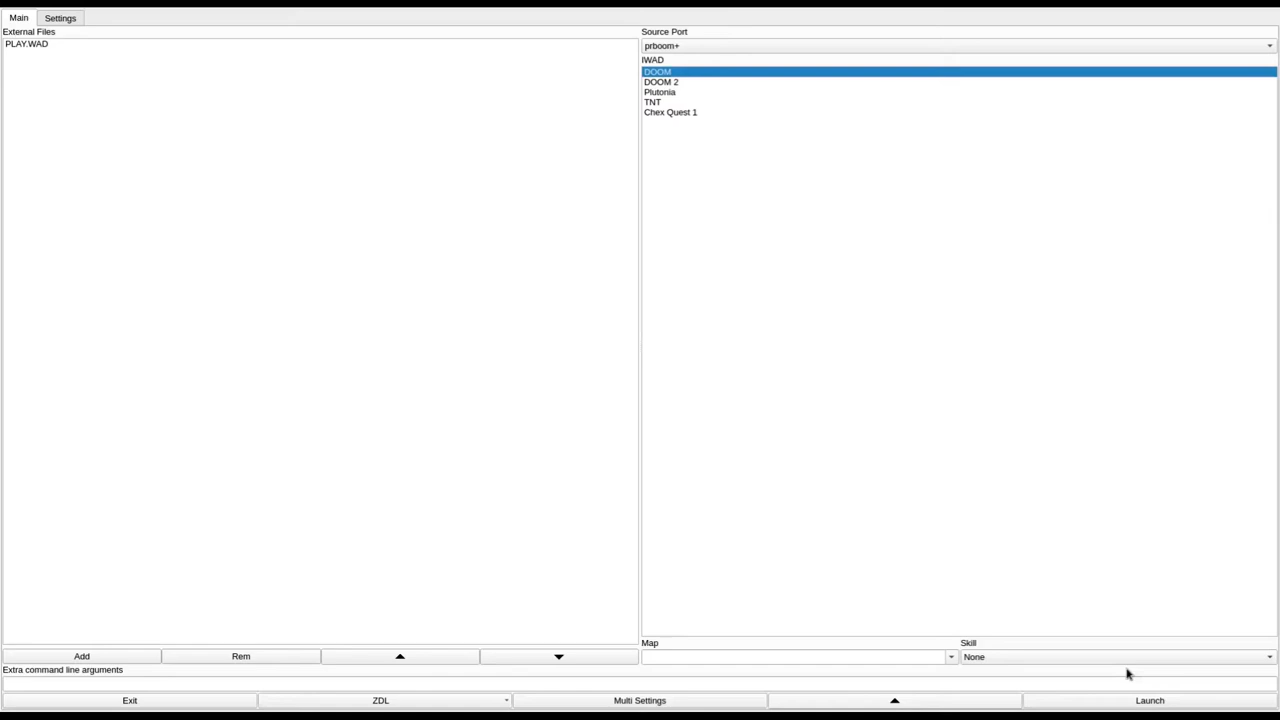 Main
Settings
External Files
PLAY.WAD
Source Port
prboom+
IWAD
DOOM
DOOM 2
Plutonia
TNT
Chex Quest 1
Map
Skill
None
Add
Rem
Extra command line arguments
Exit
ZDL
Multi Settings
Launch